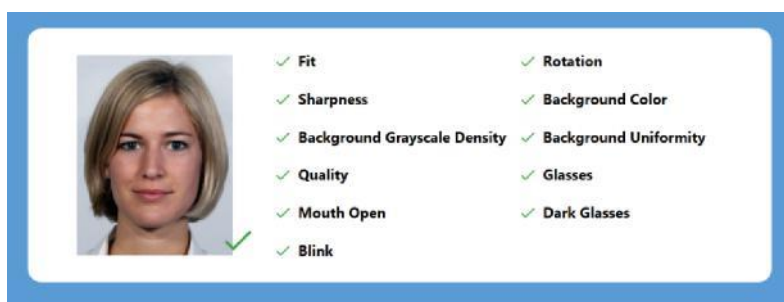 Fit
Rotation
Sharpness
Background Color
Background Grayscale Density
Background Uniformity
Quality
Glasses
Mouth Open
Dark Glasses
Blink